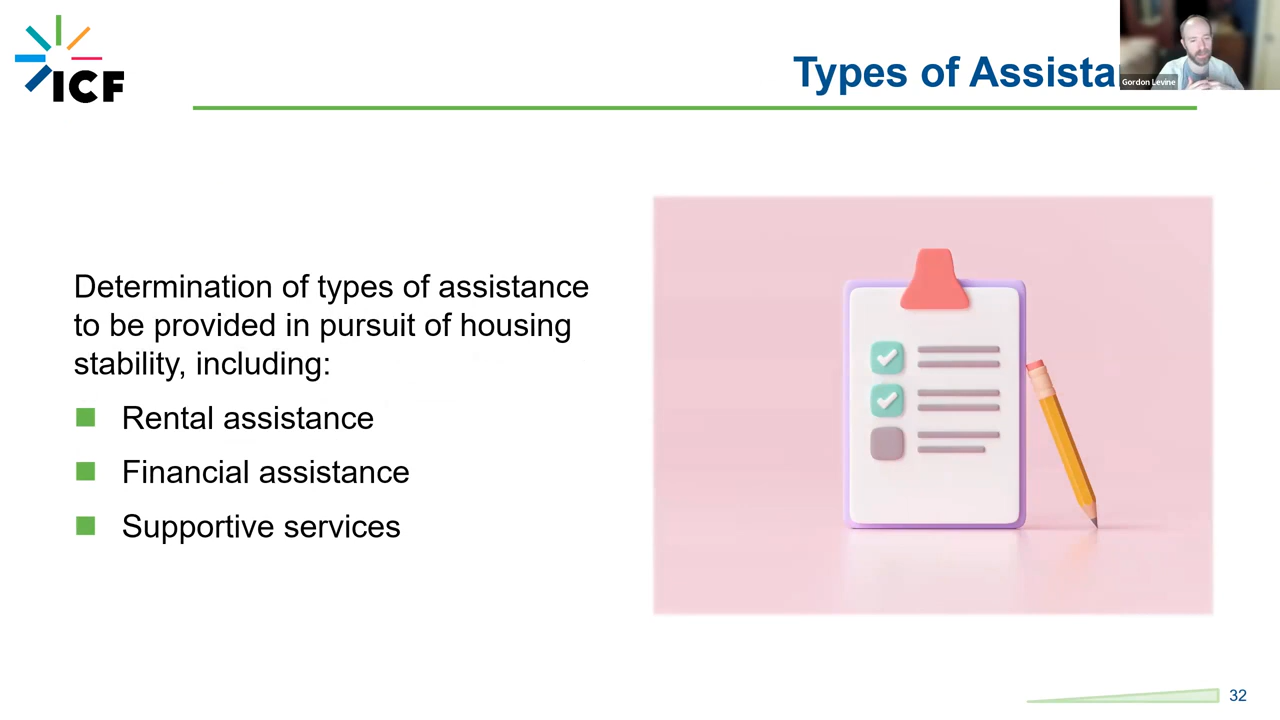 ICF
Types of Assista
Gordon Levine
Determination of types of assistance
to be provided in pursuit of housing
stability, including:
Rental assistance
Financial assistance
Supportive services
32